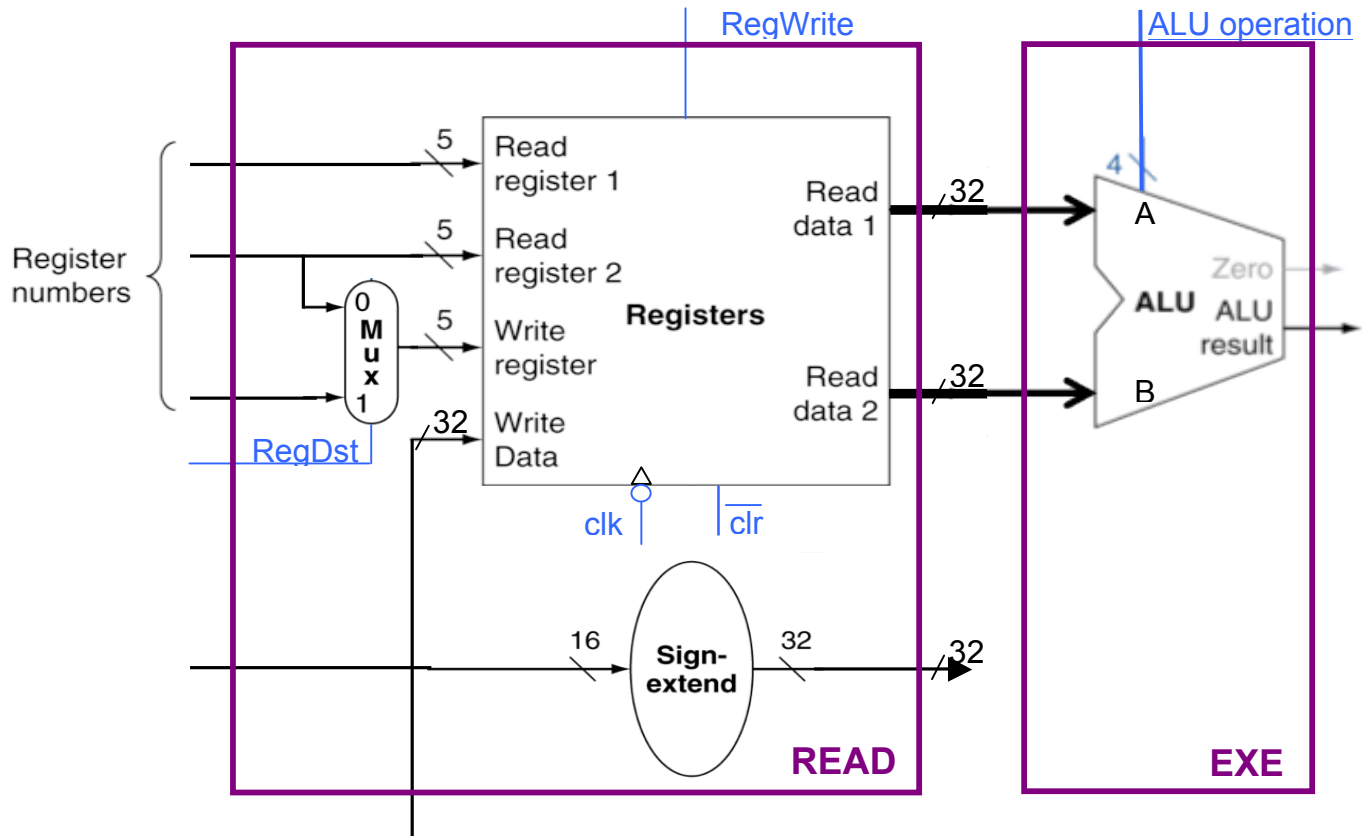 RegWrite
ALU operation
5
Read
register 1
4
Read
data 1
32
A
5
Read
register 2
Register
numbers
Zero
0
Mux
1
5
Write
register
Registers
ALU
ALU
result
Read
data 2
32
B
32
Write
Data
RegDst
clk
clr
16
Sign-
extend
32
32
READ
EXE